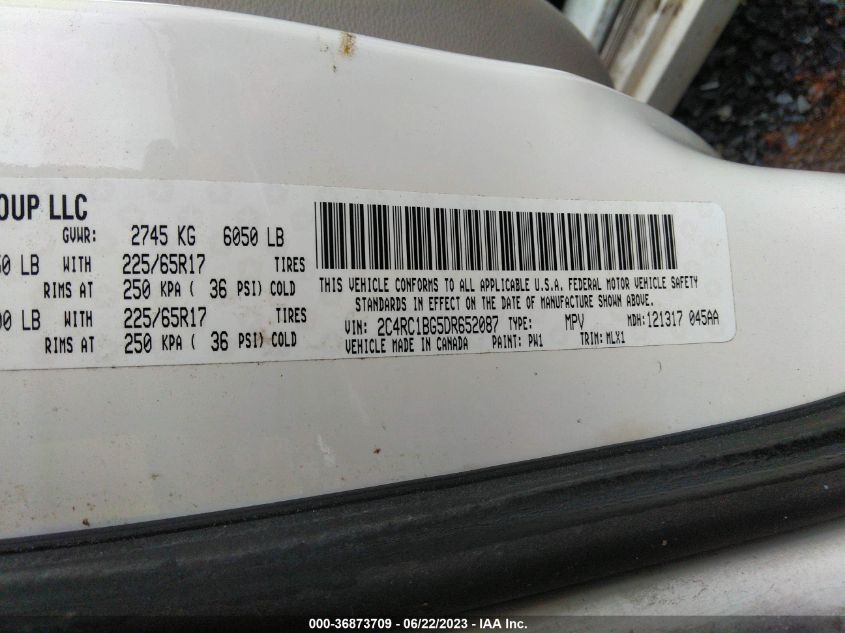 OUP LLC
GVWR: 2745 KG 6050 LB
0 LB WITH 225/65R17 TIRES
RIMS AT 250 KPA ( 36 PSI) COLD
0 LB WITH 225/65R17 TIRES
RIMS AT 250 KPA ( 36 PSI) COLD
THIS VEHICLE CONFORMS TO ALL APPLICABLE U.S.A. FEDERAL MOTOR VEHICLE SAFETY
STANDARDS IN EFFECT ON THE DATE OF MANUFACTURE SHOWN ABOVE.
VIN: 2C4RC1BG5DR652087 TYPE: MPV MDH: 121317 045AA
VEHICLE MADE IN CANADA PAINT: PW1 TRIM: MLX1
000-36873709 - 06/22/2023 - IAA Inc.